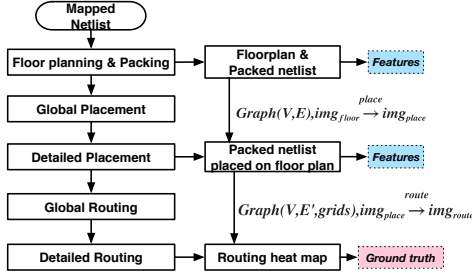 Mapped
Netlist
Floor planning & Packing
Floorplan
& Packed netlist
Features
Global Placement
place
Graph(V,E),img_floor → img_place
Detailed Placement
Packed netlist
placed on floor plan
Features
Global Routing
route
Graph(V,E',grids),img_place → img_route
Detailed Routing
Routing heat map
Ground truth